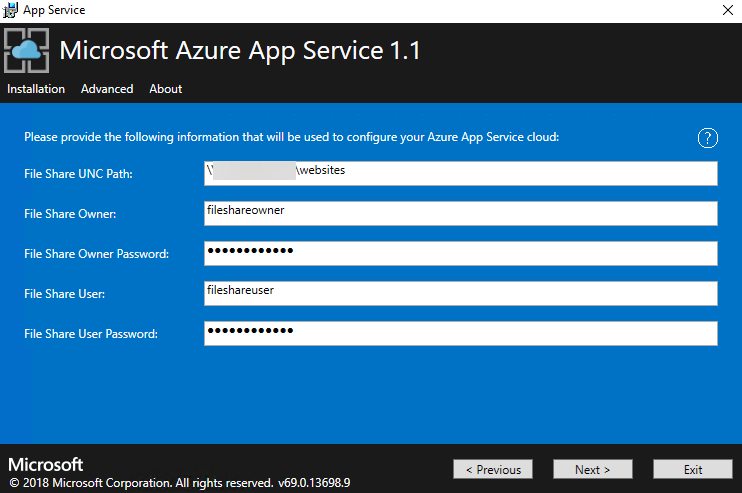 App Service
Microsoft Azure App Service 1.1
Installation Advanced About
Please provide the following information that will be used to configure your Azure App Service cloud: ?
File Share UNC Path: \\ \websites
File Share Owner: fileshareowner
File Share Owner Password: ●●●●●●●●●●●●
File Share User: fileshareuser
File Share User Password: ●●●●●●●●●●●●
Microsoft
© 2018 Microsoft Corporation. All rights reserved. v69.0.13698.9
< Previous Next > Exit